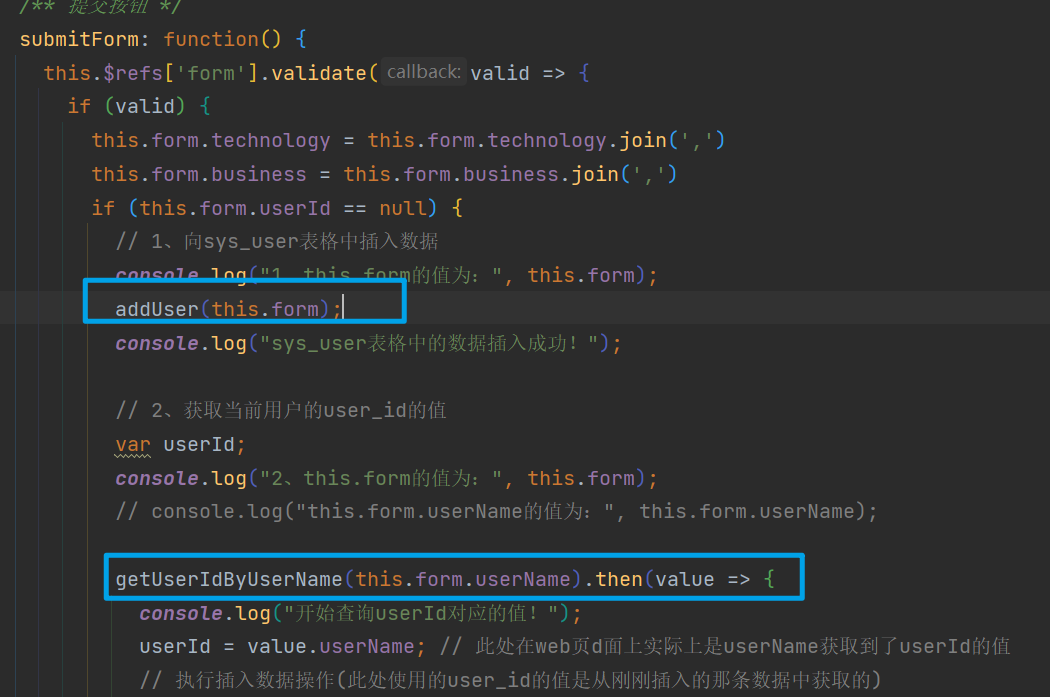 /** 提交按钮 */
submitForm: function() {
this.$refs['form'].validate( callback: valid => {
if (valid) {
this.form.technology = this.form.technology.join(',')
this.form.business = this.form.business.join(',')
if (this.form.userId == null) {
// 1、向sys_user表格中插入数据
console.log("1、this.form的值为: ", this.form);
addUser(this.form);
console.log("sys_user表格中的数据插入成功! ");
// 2、获取当前用户的user_id的值
var userId;
console.log("2、this.form的值为: ", this.form);
// console.log("this.form.userName的值为: ", this.form.userName);
getUserIdByUserName(this.form.userName).then(value => {
console.log("开始查询userId对应的值! ");
userId = value.userName; // 此处在web页d面上实际上是userName获取到了userId的值
// 执行插入数据操作(此处使用的user_id的值是从刚刚插入的那条数据中获取的)